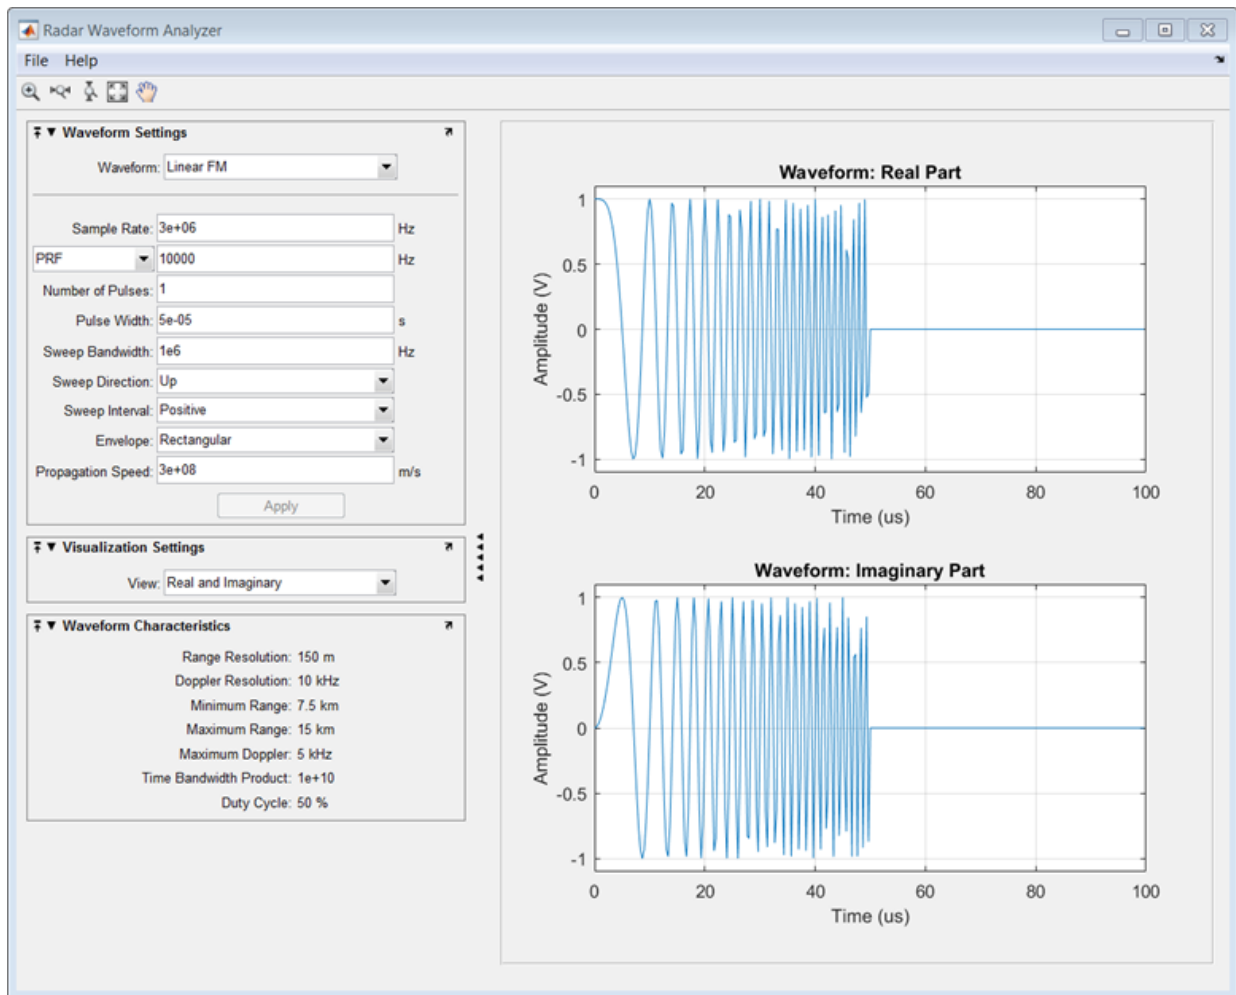 Radar Waveform Analyzer
File Help
Waveform Settings
Waveform: Linear FM
Sample Rate: 3e+06 Hz
PRF 10000 Hz
Number of Pulses: 1
Pulse Width: 5e-05 s
Sweep Bandwidth: 1e6 Hz
Sweep Direction: Up
Sweep Interval: Positive
Envelope: Rectangular
Propagation Speed: 3e+08 m/s
Apply
Visualization Settings
View: Real and Imaginary
Waveform Characteristics
Range Resolution: 150 m
Doppler Resolution: 10 kHz
Minimum Range: 7.5 km
Maximum Range: 15 km
Maximum Doppler: 5 kHz
Time Bandwidth Product: 1e+10
Duty Cycle: 50 %
Waveform: Real Part
Amplitude (V)
1
0.5
0
-0.5
-1
0 20 40 60 80 100
Time (us)
Waveform: Imaginary Part
Amplitude (V)
1
0.5
0
-0.5
-1
0 20 40 60 80 100
Time (us)